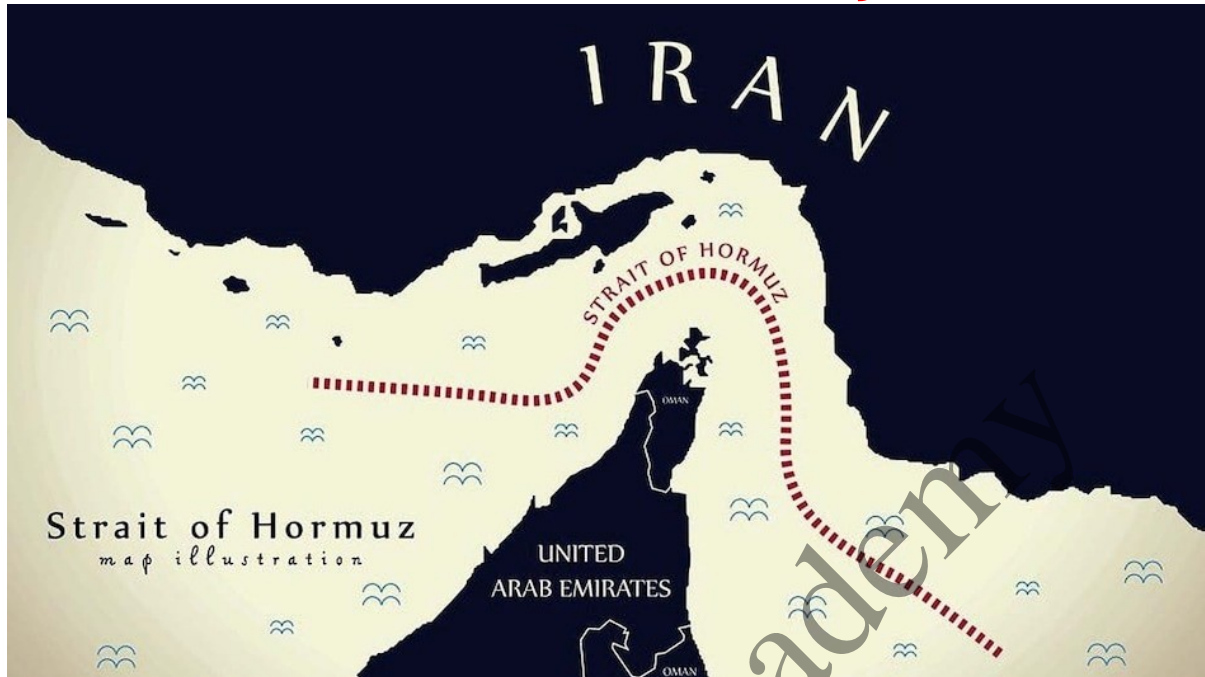 IRAN
STRAIT OF HORMUZ
OMAN
Strait of Hormuz
map illustration
UNITED
ARAB EMIRATES
OMAN